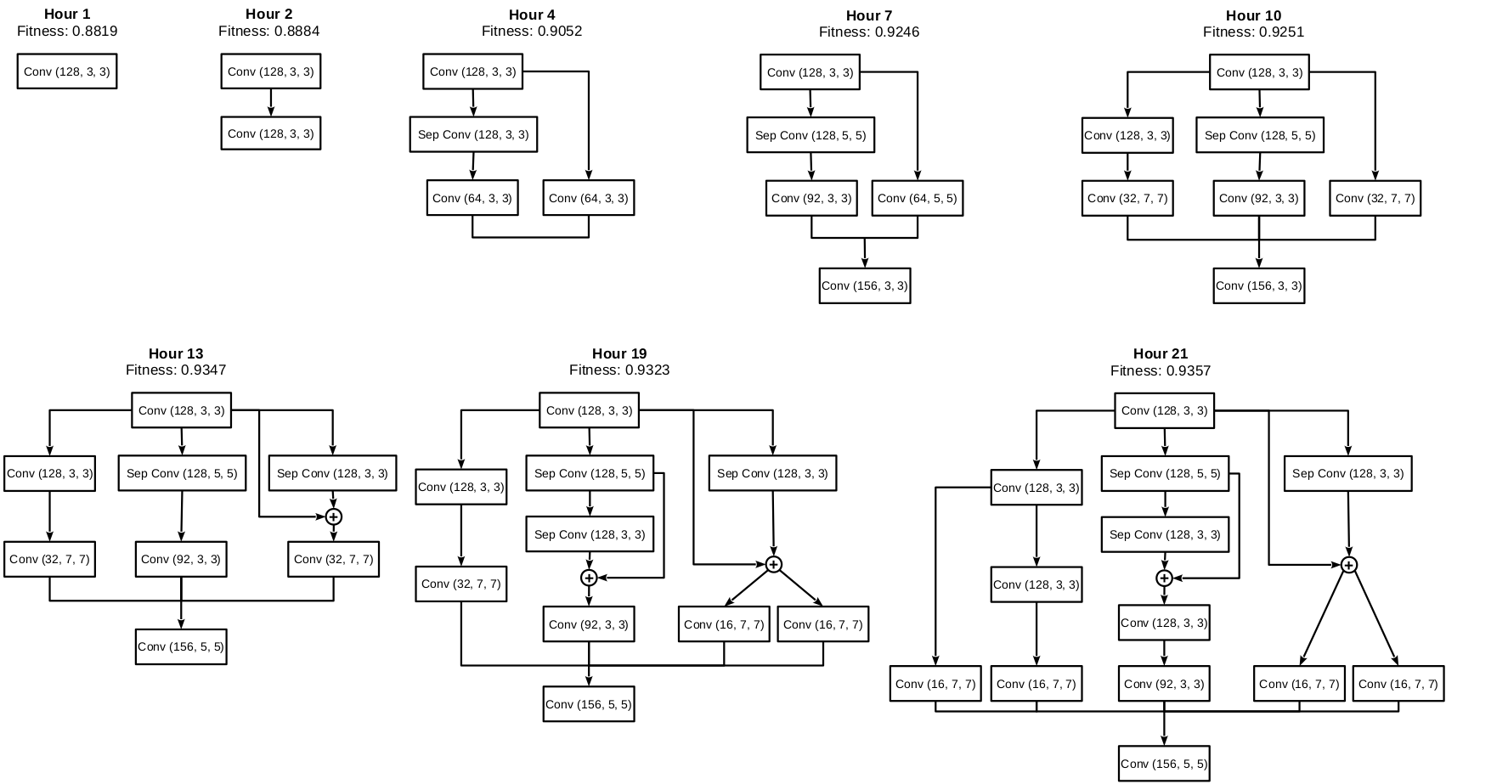 Hour 1
Fitness: 0.8819
Conv (128, 3, 3)
Hour 2
Fitness: 0.8884
Conv (128, 3, 3)
Conv (128, 3, 3)
Hour 4
Fitness: 0.9052
Conv (128, 3, 3)
Sep Conv (128, 3, 3)
Conv (64, 3, 3)
Conv (64, 3, 3)
Hour 7
Fitness: 0.9246
Conv (128, 3, 3)
Sep Conv (128, 5, 5)
Conv (92, 3, 3)
Conv (64, 5, 5)
Conv (156, 3, 3)
Hour 10
Fitness: 0.9251
Conv (128, 3, 3)
Conv (128, 3, 3)
Sep Conv (128, 5, 5)
Conv (32, 7, 7)
Conv (92, 3, 3)
Conv (32, 7, 7)
Conv (156, 3, 3)
Hour 13
Fitness: 0.9347
Conv (128, 3, 3)
Conv (128, 3, 3)
Sep Conv (128, 5, 5)
Sep Conv (128, 3, 3)
+
Conv (32, 7, 7)
Conv (92, 3, 3)
Conv (32, 7, 7)
Conv (156, 5, 5)
Hour 19
Fitness: 0.9323
Conv (128, 3, 3)
Conv (128, 3, 3)
Sep Conv (128, 5, 5)
Sep Conv (128, 3, 3)
Sep Conv (128, 3, 3)
+
Conv (32, 7, 7)
+
Conv (92, 3, 3)
Conv (16, 7, 7)
Conv (16, 7, 7)
Conv (156, 5, 5)
Hour 21
Fitness: 0.9357
Conv (128, 3, 3)
Conv (128, 3, 3)
Sep Conv (128, 5, 5)
Sep Conv (128, 3, 3)
Sep Conv (128, 3, 3)
+
Conv (128, 3, 3)
+
Conv (128, 3, 3)
Conv (16, 7, 7)
Conv (16, 7, 7)
Conv (92, 3, 3)
Conv (16, 7, 7)
Conv (16, 7, 7)
Conv (156, 5, 5)